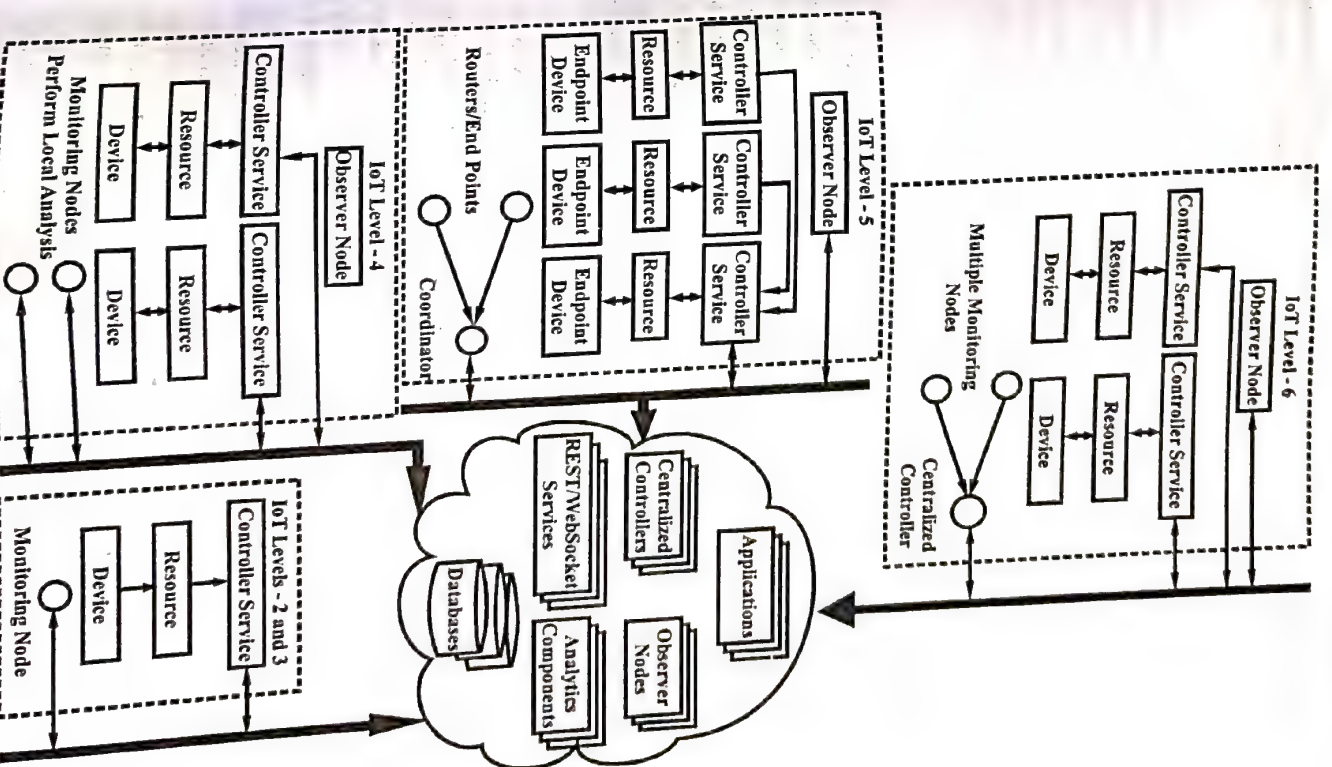 IoT Level - 6
Observer Node
Controller Service
Controller Service
Resource
Resource
Device
Device
Multiple Monitoring
Nodes
Centralized
Controller
IoT Level - 5
Observer Node
Controller
Service
Controller
Service
Controller
Service
Resource
Resource
Resource
Endpoint
Device
Endpoint
Device
Endpoint
Device
Routers/End Points
Coordinator
Applications
Centralized
Controllers
Observer
Nodes
REST/WebSocket
Services
Analytics
Components
Databases
IoT Level - 4
Observer Node
Controller Service
Controller Service
Resource
Resource
Device
Device
Monitoring Nodes
Perform Local Analysis
IoT Levels - 2 and 3
Controller Service
Resource
Device
Monitoring Node